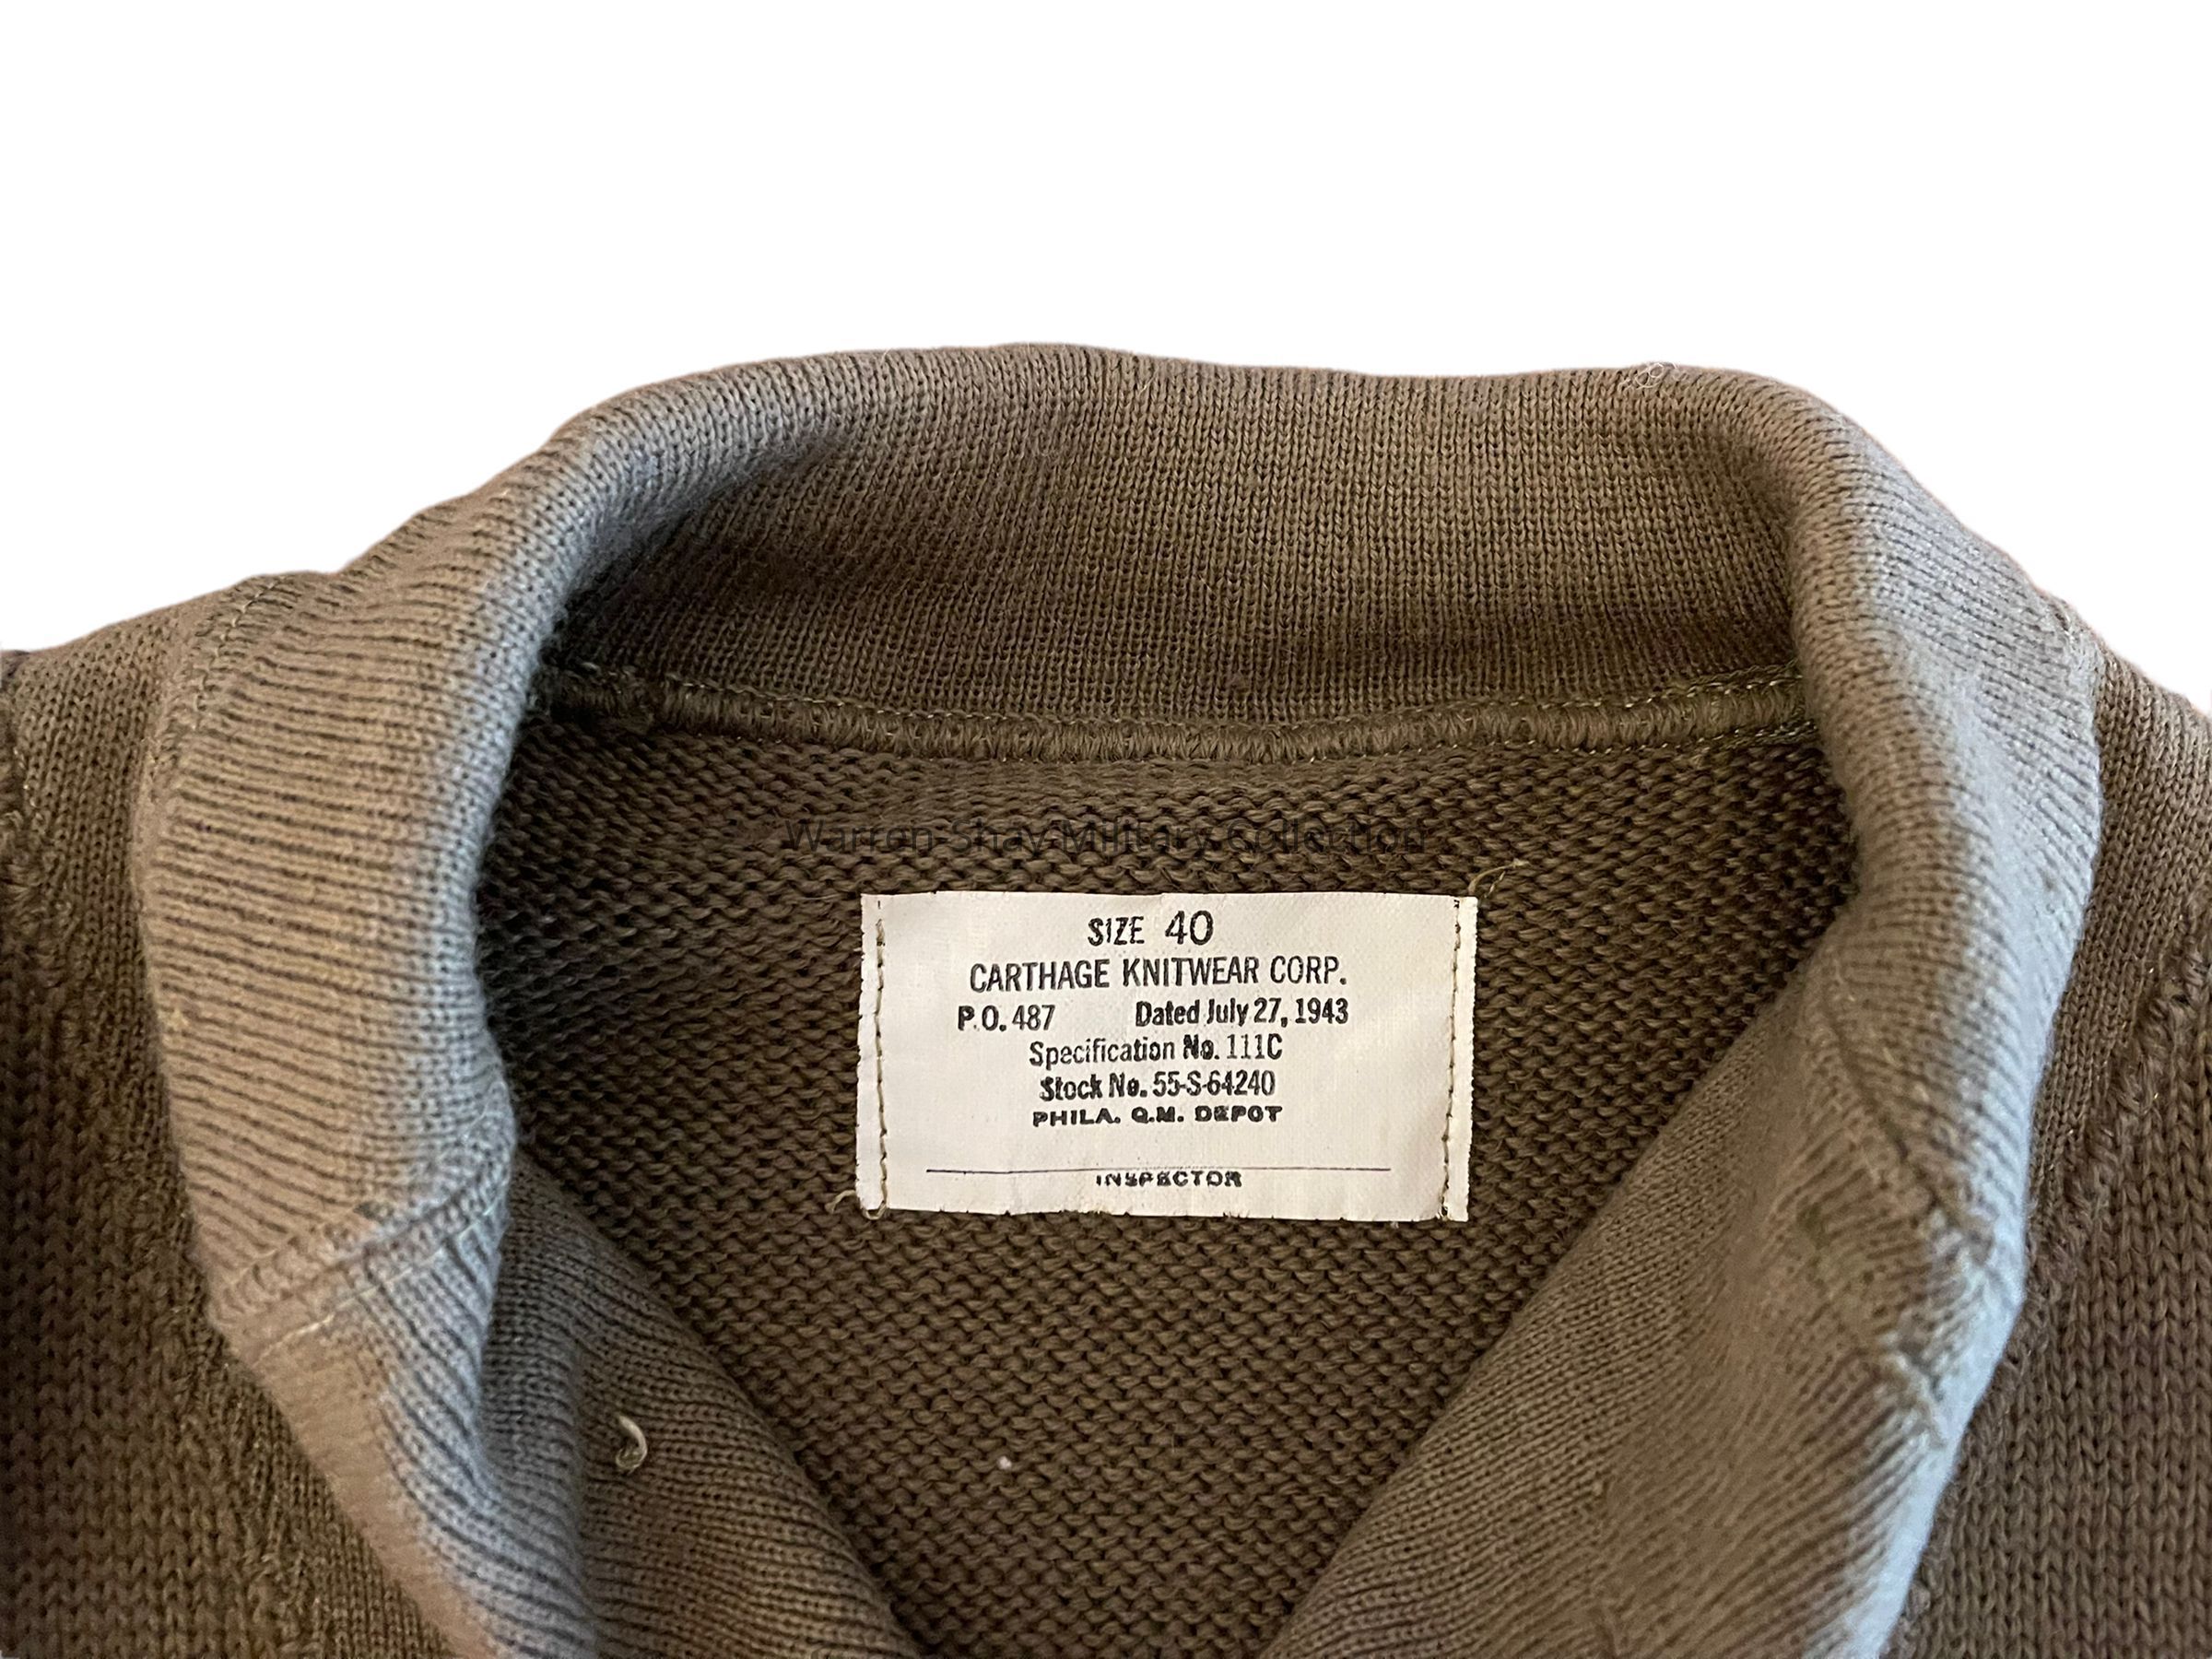 Warren-Shay Military Collection
SIZE 40
CARTHAGE KNITWEAR CORP.
P.O. 487 Dated July 27, 1943
Specification No. 111C
Stock No. 55-S-64240
PHILA. Q.M. DEPOT
INSPECTOR